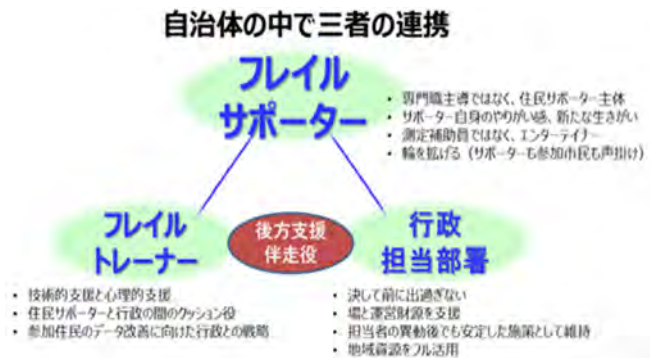 自治体の中で三者の連携
フレイル
サポーター
• 専門職主導ではなく、住民サポーター主体
• サポーター自身のやりがい感、新たな生きがい
• 測定補助員ではなく、エンターテイナー
• 輪を拡げる（サポーターも参加市民も声掛け）
フレイル
トレーナー
後方支援
伴走役
行政
担当部署
• 技術的支援と心理的支援
• 住民サポーターと行政の間のクッション役
• 参加住民のデータ改善に向けた行政との戦略
• 決して前に出過ぎない
• 場と運営財源を支援
• 担当者の異動後でも安定した施策として維持
• 地域資源をフル活用